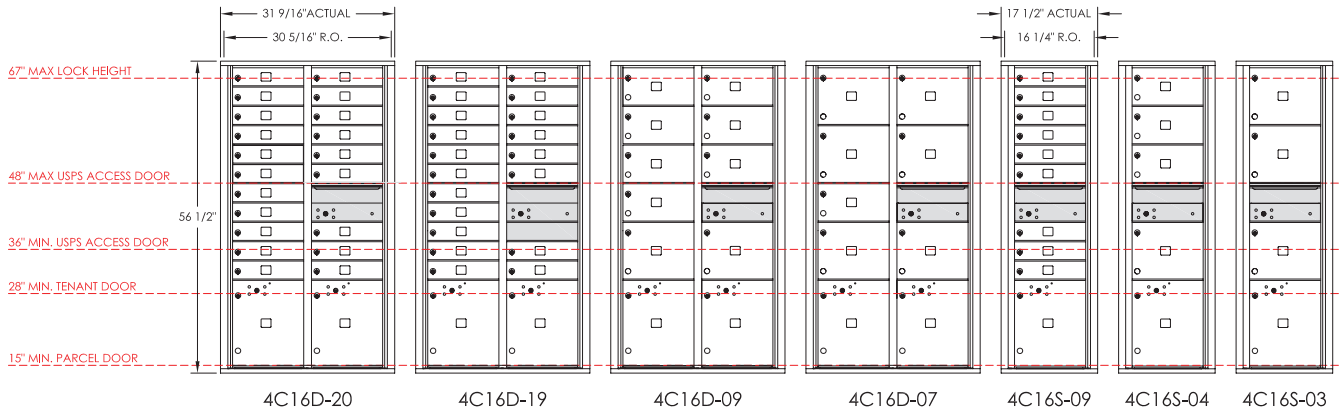 31 9/16"ACTUAL
30 5/16" R.O.
17 1/2" ACTUAL
16 1/4" R.O.
67" MAX LOCK HEIGHT
48" MAX USPS ACCESS DOOR
56 1/2"
36" MIN. USPS ACCESS DOOR
28" MIN. TENANT DOOR
15" MIN. PARCEL DOOR
4C16D-20
4C16D-19
4C16D-09
4C16D-07
4C16S-09
4C16S-04
4C16S-03